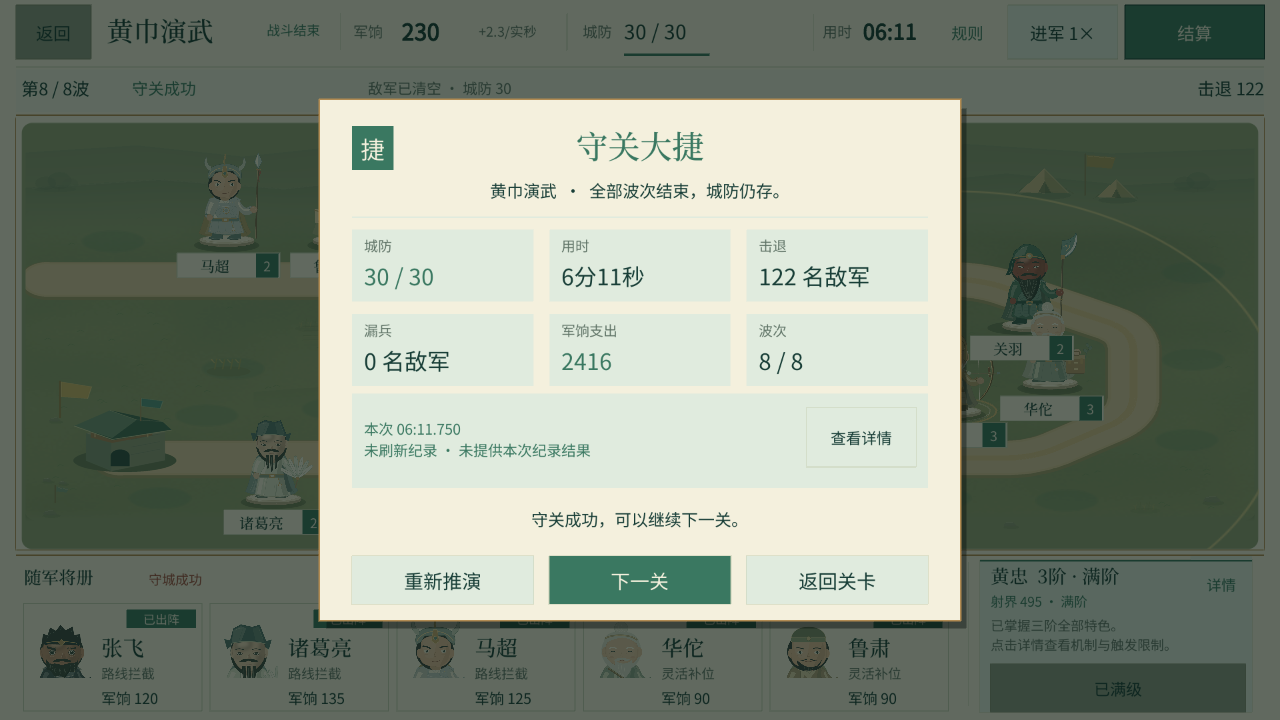 返回
黄巾演武
战斗结束
军饷 230
+2.3/实秒
城防 30 / 30
用时 06:11
规则
进军 1×
结算
第8 / 8波
守关成功
敌军已清空 · 城防 30
击退 122
捷
守关大捷
黄巾演武 · 全部波次结束，城防仍存。
城防
30 / 30
用时
6分11秒
击退
122 名敌军
漏兵
0 名敌军
军饷支出
2416
波次
8 / 8
本次 06:11.750
未刷新纪录 · 未提供本次纪录结果
查看详情
守关成功，可以继续下一关。
重新推演
下一关
返回关卡
马超 2
关羽 2
华佗 3
3
诸葛亮 2
随军将册
守城成功
已出阵
张飞
路线拦截
军饷 120
诸葛亮
路线拦截
军饷 135
马超
路线拦截
军饷 125
华佗
灵活补位
军饷 90
鲁肃
灵活补位
军饷 90
黄忠 3阶 · 满阶
详情
射界 495 · 满阶
已掌握三阶全部特色。
点击详情查看机制与触发限制。
已满级